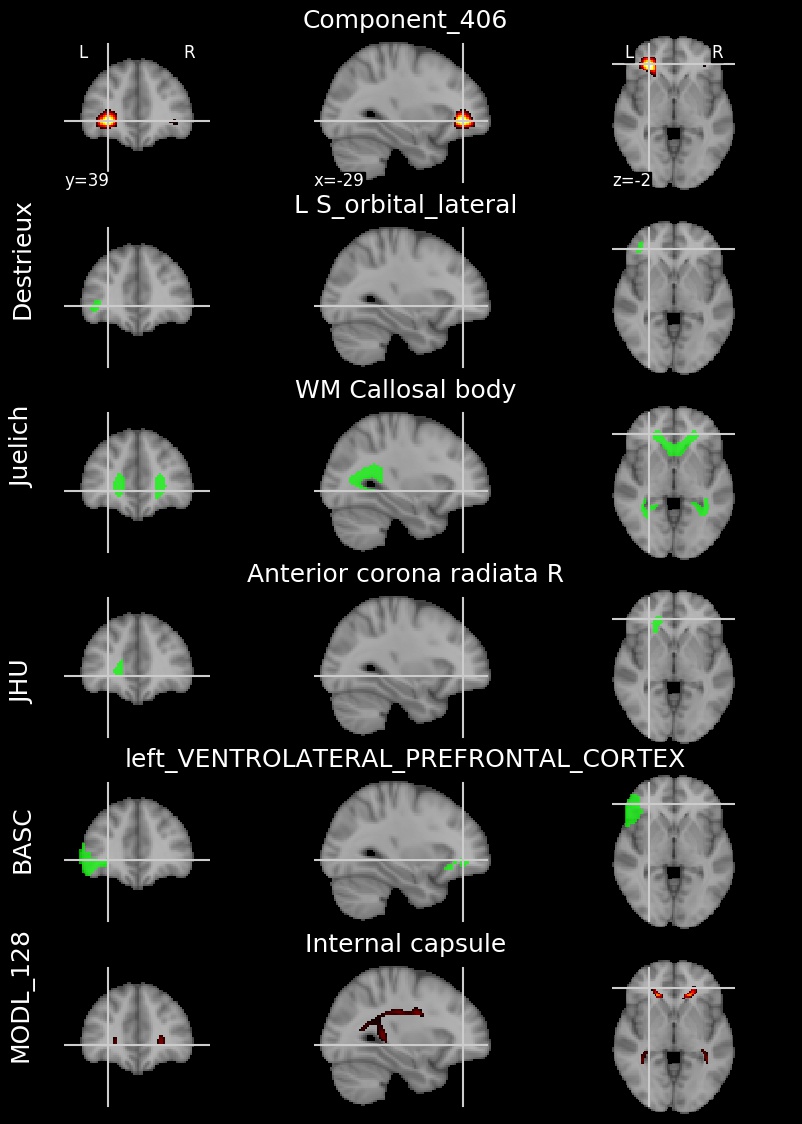 Component_406
L R
L R
y=39
x=-29
z=-2
L S_orbital_lateral
Destrieux
WM Callosal body
Juelich
Anterior corona radiata R
JHU
left_VENTROLATERAL_PREFRONTAL_CORTEX
BASC
Internal capsule
MODL_128